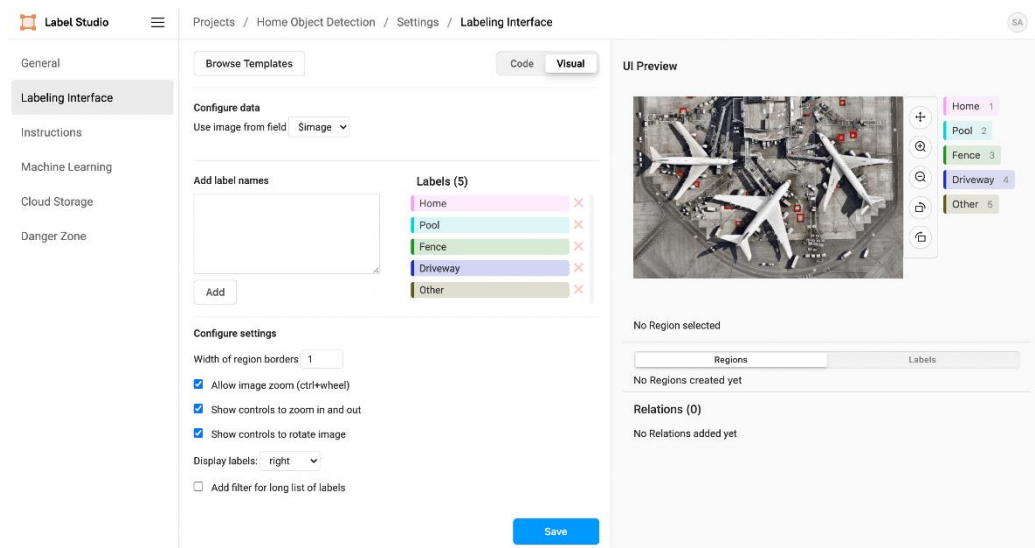 Label Studio
Projects / Home Object Detection / Settings / Labeling Interface
SA
General
Labeling Interface
Instructions
Machine Learning
Cloud Storage
Danger Zone
Browse Templates
Code Visual
Configure data
Use image from field $image
Add label names
Add
Labels (5)
Home
Pool
Fence
Driveway
Other
Configure settings
Width of region borders 1
Allow image zoom (ctrl+wheel)
Show controls to zoom in and out
Show controls to rotate image
Display labels: right
Add filter for long list of labels
Save
UI Preview
Home 1
Pool 2
Fence 3
Driveway 4
Other 5
No Region selected
Regions Labels
No Regions created yet
Relations (0)
No Relations added yet